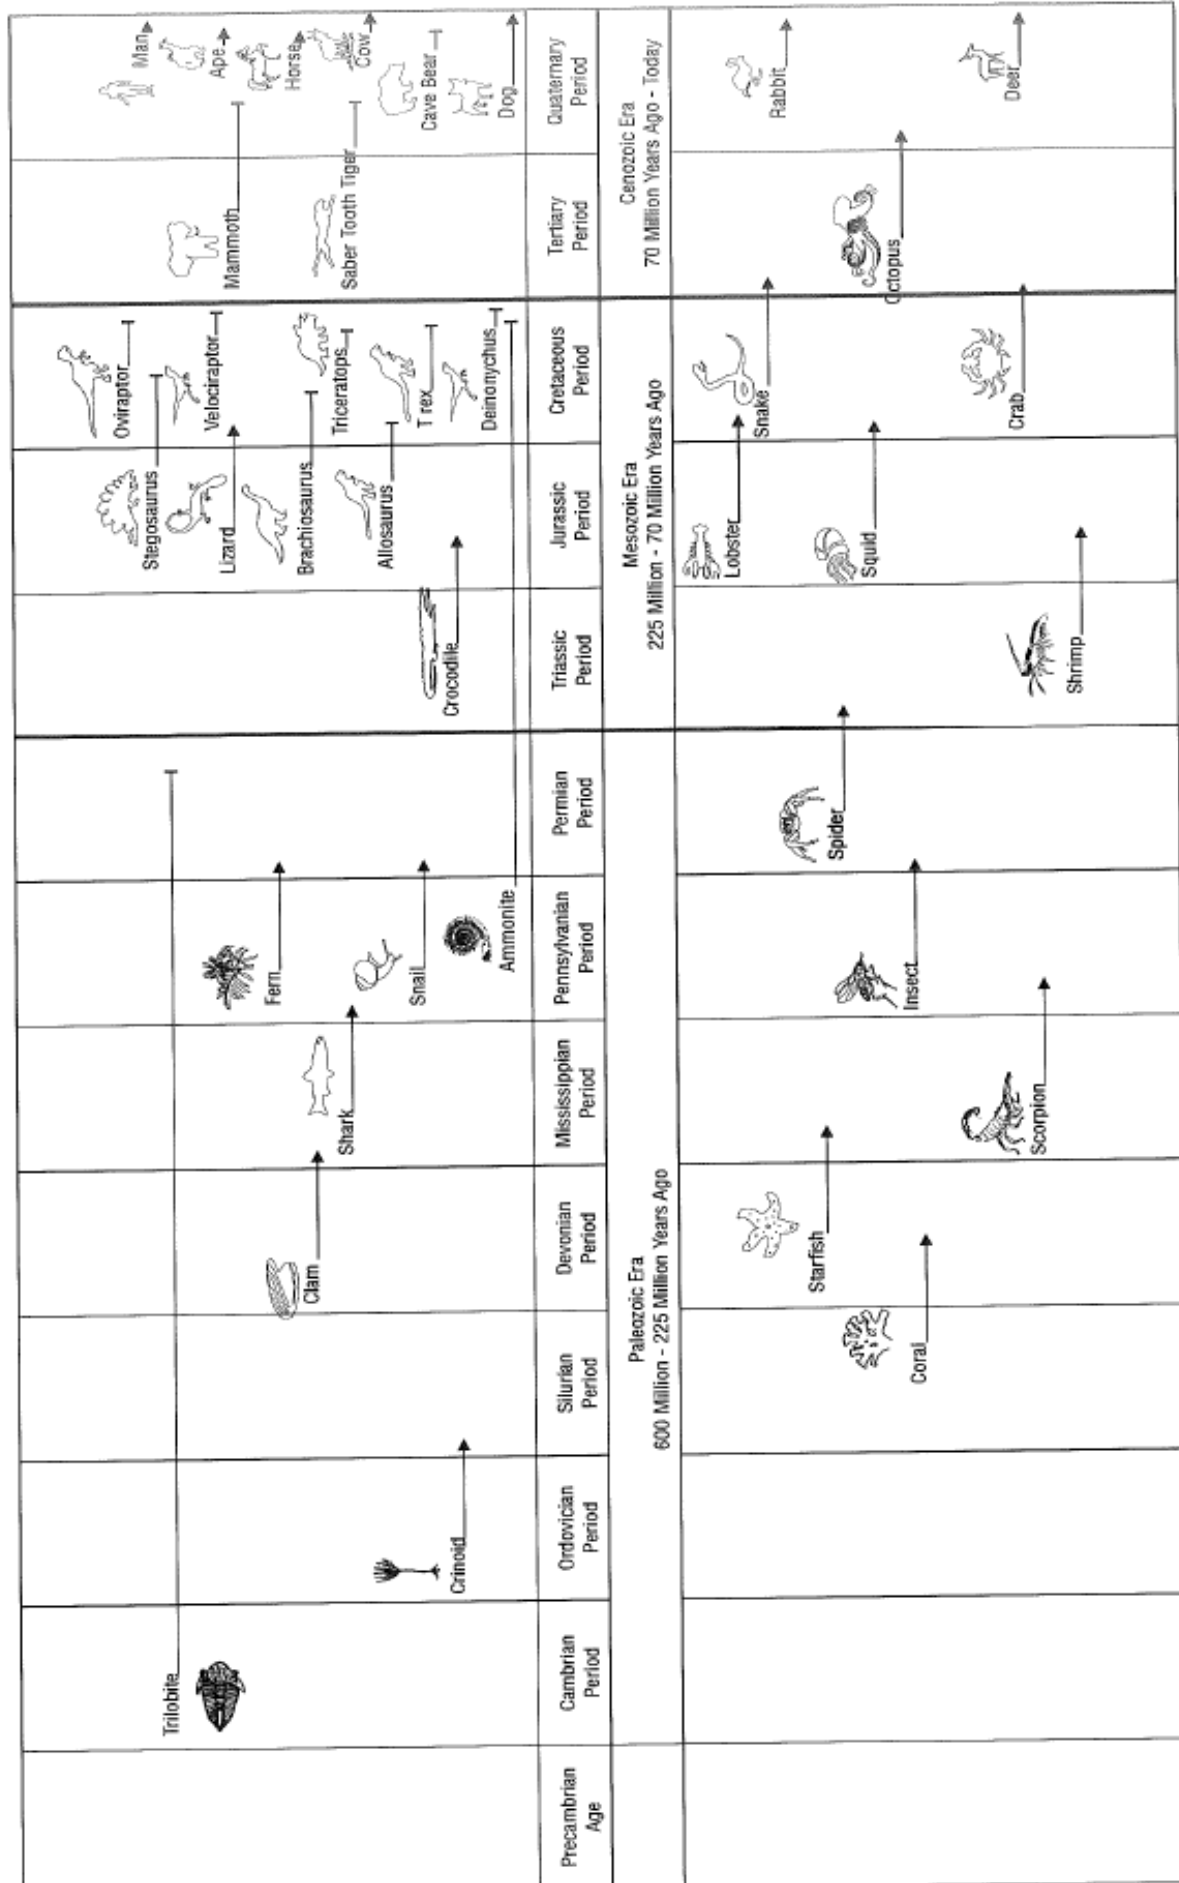 Trilobite
Crinoid
Clam
Shark
Fern
Snail
Ammonite
Crocodile
Stegosaurus
Lizard
Brachiosaurus
Allosaurus
Oviraptor
Velociraptor
Triceratops
T rex
Deinonychus
Mammoth
Saber Tooth Tiger
Man
Ape
Horse
Cow
Cave Bear
Dog
Precambrian
Age
Cambrian
Period
Ordovician
Period
Silurian
Period
Devonian
Period
Mississippian
Period
Pennsylvanian
Period
Permian
Period
Triassic
Period
Jurassic
Period
Cretaceous
Period
Tertiary
Period
Quaternary
Period
Paleozoic Era
600 Million - 225 Million Years Ago
Mesozoic Era
225 Million - 70 Million Years Ago
Cenozoic Era
70 Million Years Ago - Today
Coral
Starfish
Scorpion
Insect
Spider
Shrimp
Lobster
Squid
Snake
Crab
Octopus
Rabbit
Deer